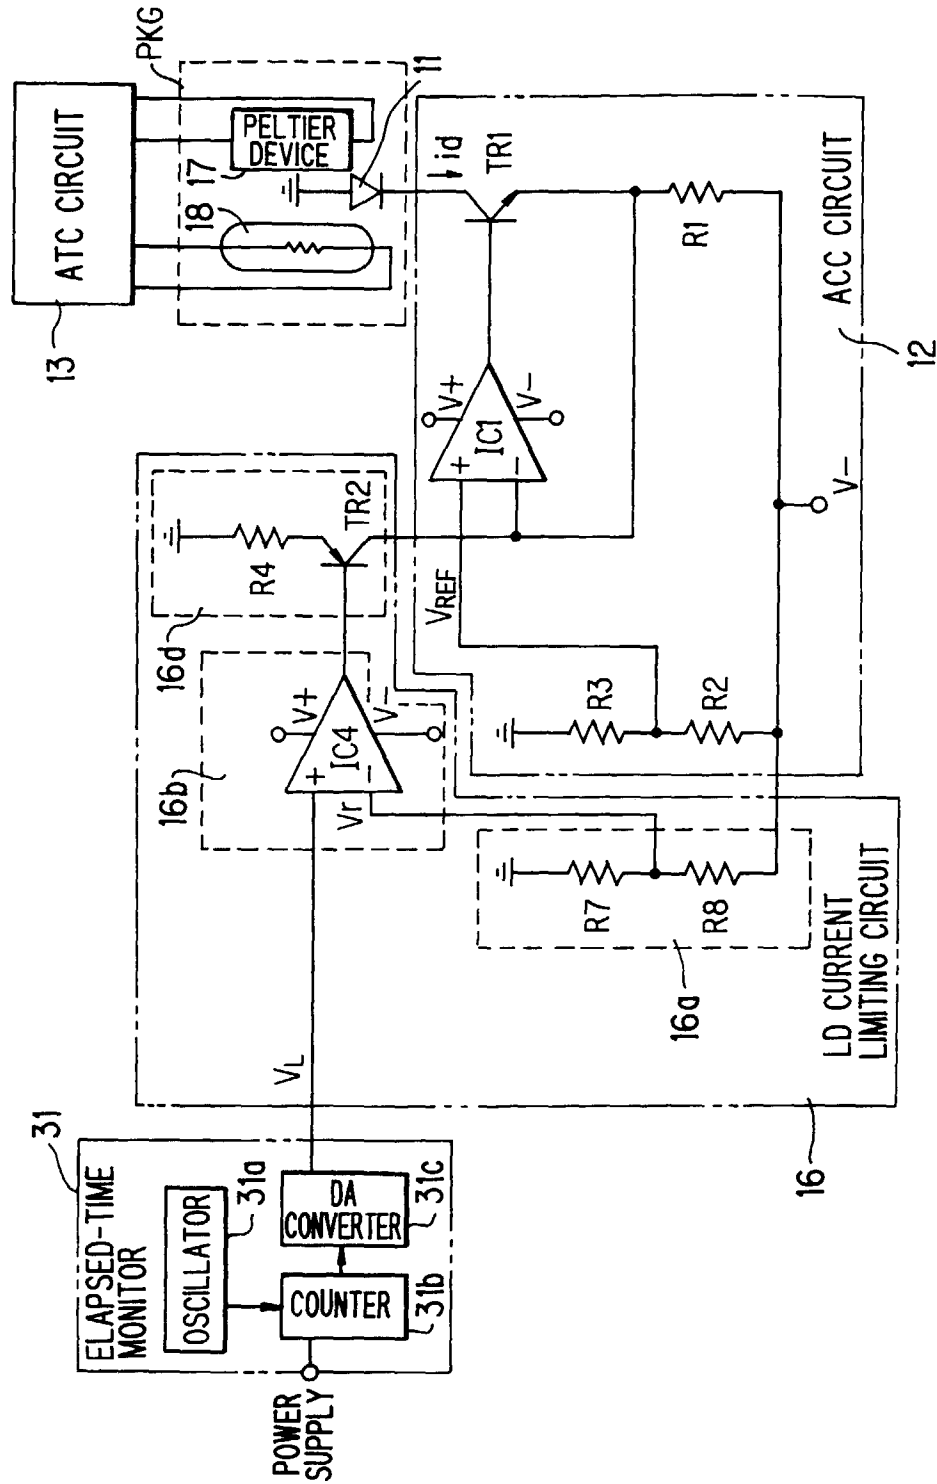 POWER
SUPPLY
31
ELAPSED-TIME
MONITOR
OSCILLATOR
31a
COUNTER
31b
DA
CONVERTER
31c
VL
16
LD CURRENT
LIMITING CIRCUIT
16a
R7
R8
16b
V+
IC4
+
−
V−
Vr
16d
R4
TR2
R3
R2
VREF
V+
IC1
+
−
V−
V−
12
ACC CIRCUIT
R1
TR1
id
13
ATC CIRCUIT
18
17
PELTIER
DEVICE
11
PKG